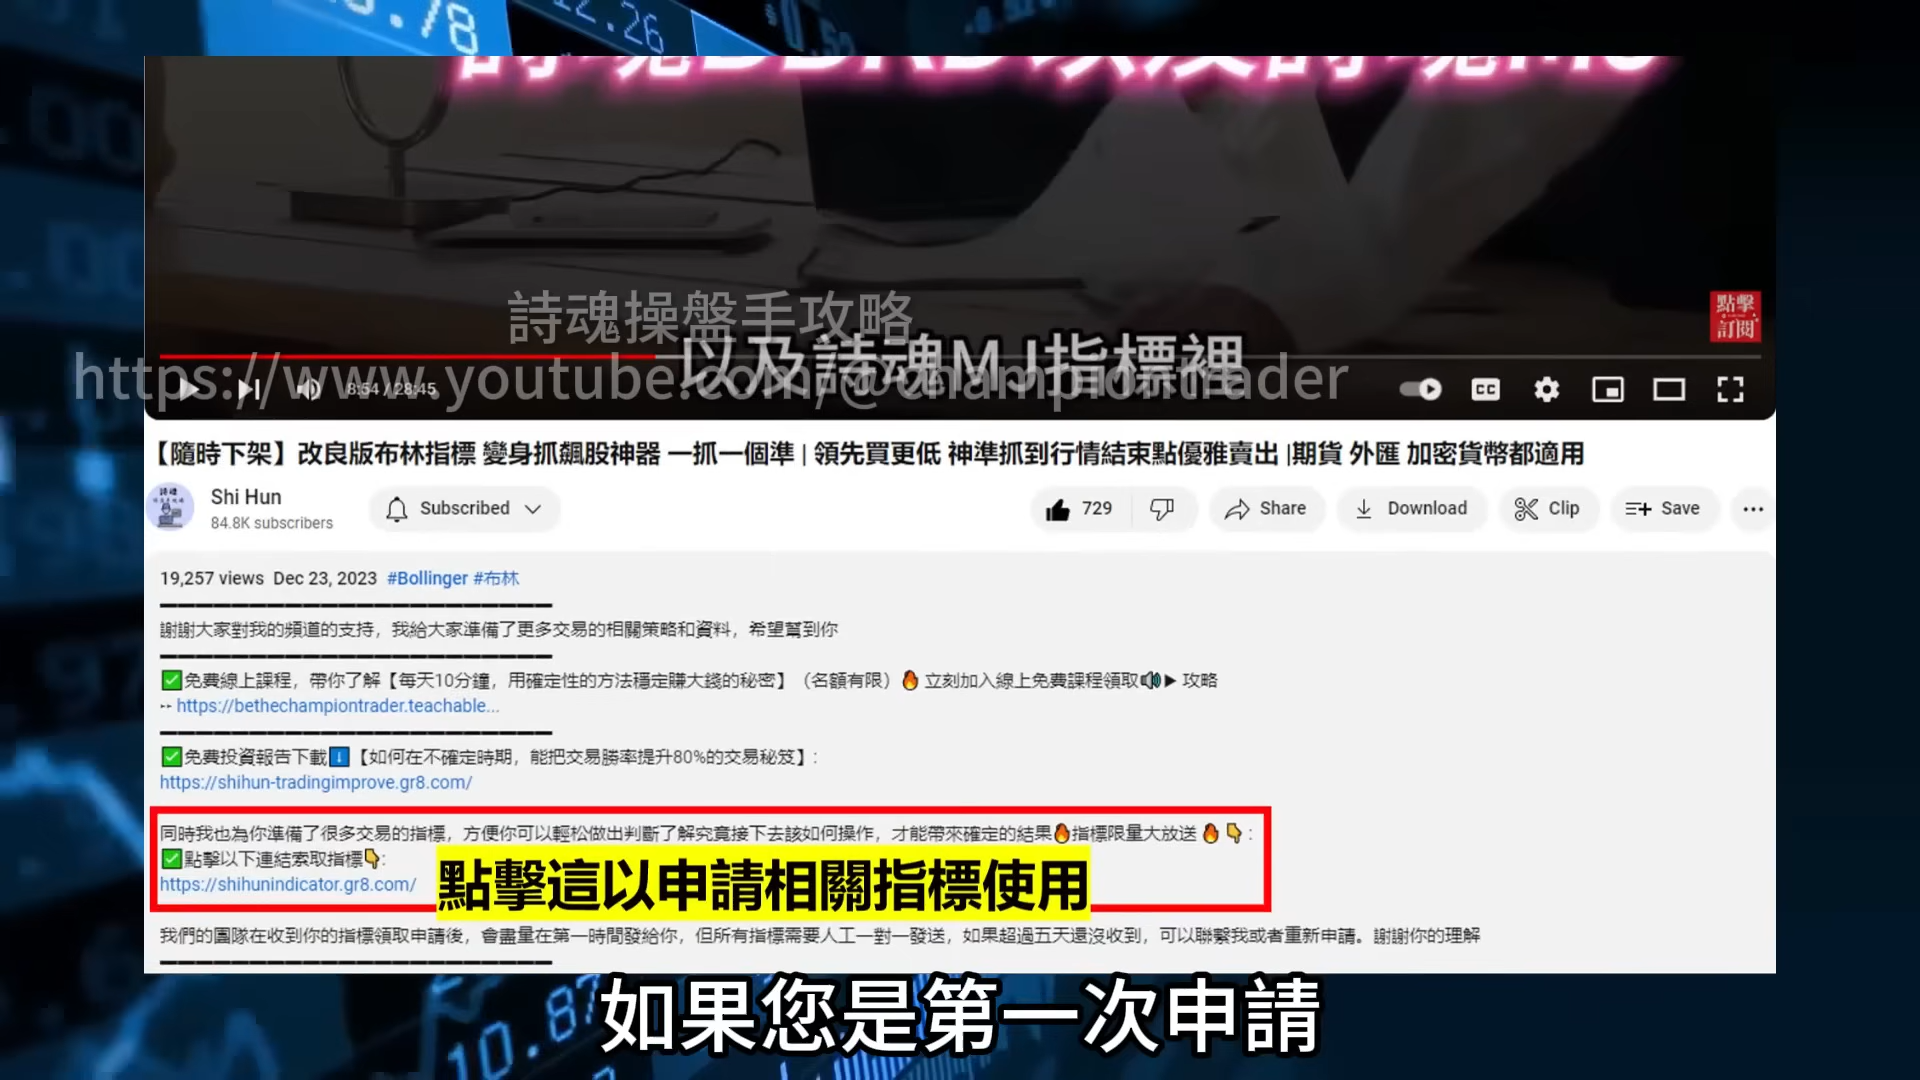 .78
12.26
詩魂操盤手攻略
點擊
訂閱
以及詩魂MJ指標裡
https://www.youtube.com/@championtrader
8:54 / 28:45
CC
【隨時下架】改良版布林指標 變身抓飆股神器 一抓一個準 | 領先買更低 神準抓到行情結束點優雅賣出 |期貨 外匯 加密貨幣都適用
Shi Hun
84.8K subscribers
Subscribed
729
Share
Download
Clip
Save
19,257 views Dec 23, 2023 #Bollinger #布林
謝謝大家對我的頻道的支持，我給大家準備了更多交易的相關策略和資料，希望幫到你
✅免費線上課程，帶你了解【每天10分鐘，用確定性的方法穩定賺大錢的秘密】（名額有限）🔥 立刻加入線上免費課程領取🔊▶ 攻略
➳ https://bethechampiontrader.teachable...
✅免費投資報告下載⬇️【如何在不確定時期，能把交易勝率提升80%的交易秘笈】:
https://shihun-tradingimprove.gr8.com/
同時我也為你準備了很多交易的指標，方便你可以輕松做出判斷了解究竟接下去該如何操作，才能帶來確定的結果🔥指標限量大放送 🔥👇:
✅點擊以下連結索取指標👇:
https://shihunindicator.gr8.com/
點擊這以申請相關指標使用
我們的團隊在收到你的指標領取申請後，會盡量在第一時間發給你，但所有指標需要人工一對一發送，如果超過五天還沒收到，可以聯繫我或者重新申請。謝謝你的理解
如果您是第一次申請
10.87